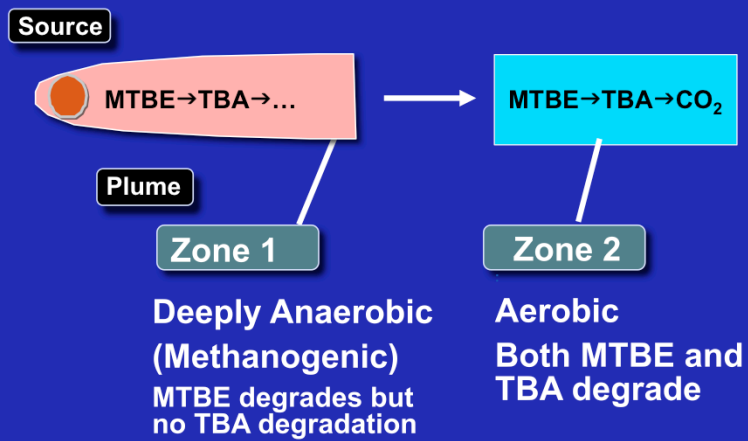 Source
MTBE→TBA→...
MTBE→TBA→CO₂
Plume
Zone 1
Zone 2
Deeply Anaerobic
(Methanogenic)
MTBE degrades but
no TBA degradation
Aerobic
Both MTBE and
TBA degrade